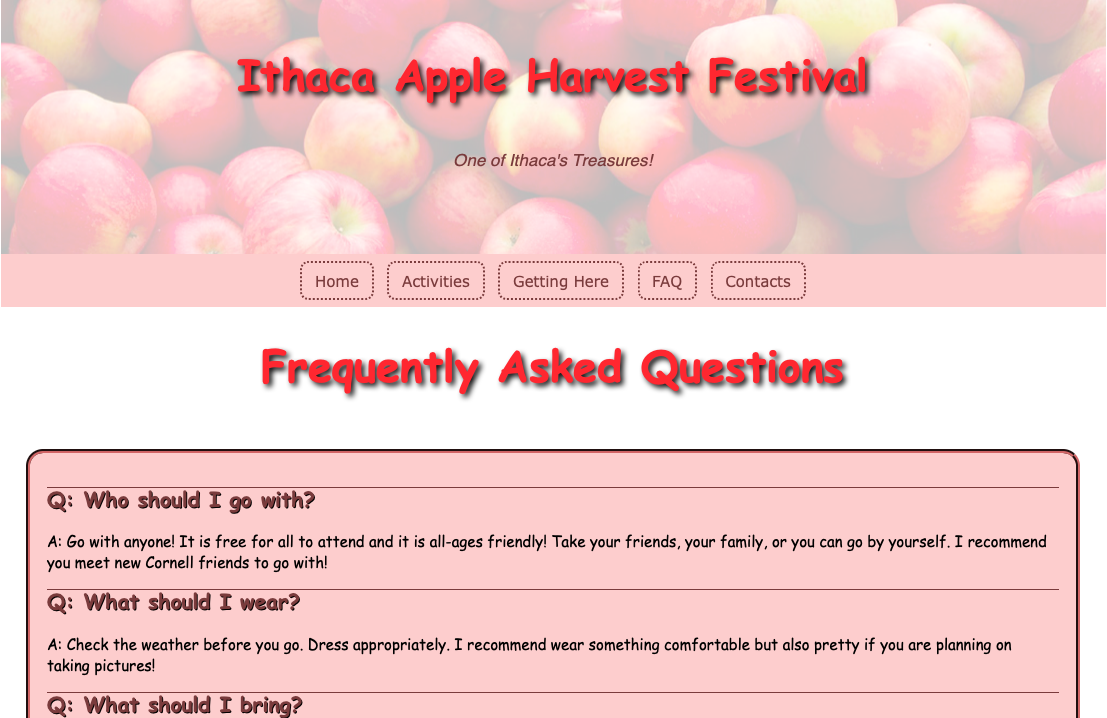 Ithaca Apple Harvest Festival
One of Ithaca's Treasures!
Home Activities Getting Here FAQ Contacts
Frequently Asked Questions
Q: Who should I go with?
A: Go with anyone! It is free for all to attend and it is all-ages friendly! Take your friends, your family, or you can go by yourself. I recommend
you meet new Cornell friends to go with!
Q: What should I wear?
A: Check the weather before you go. Dress appropriately. I recommend wear something comfortable but also pretty if you are planning on
taking pictures!
Q: What should I bring?